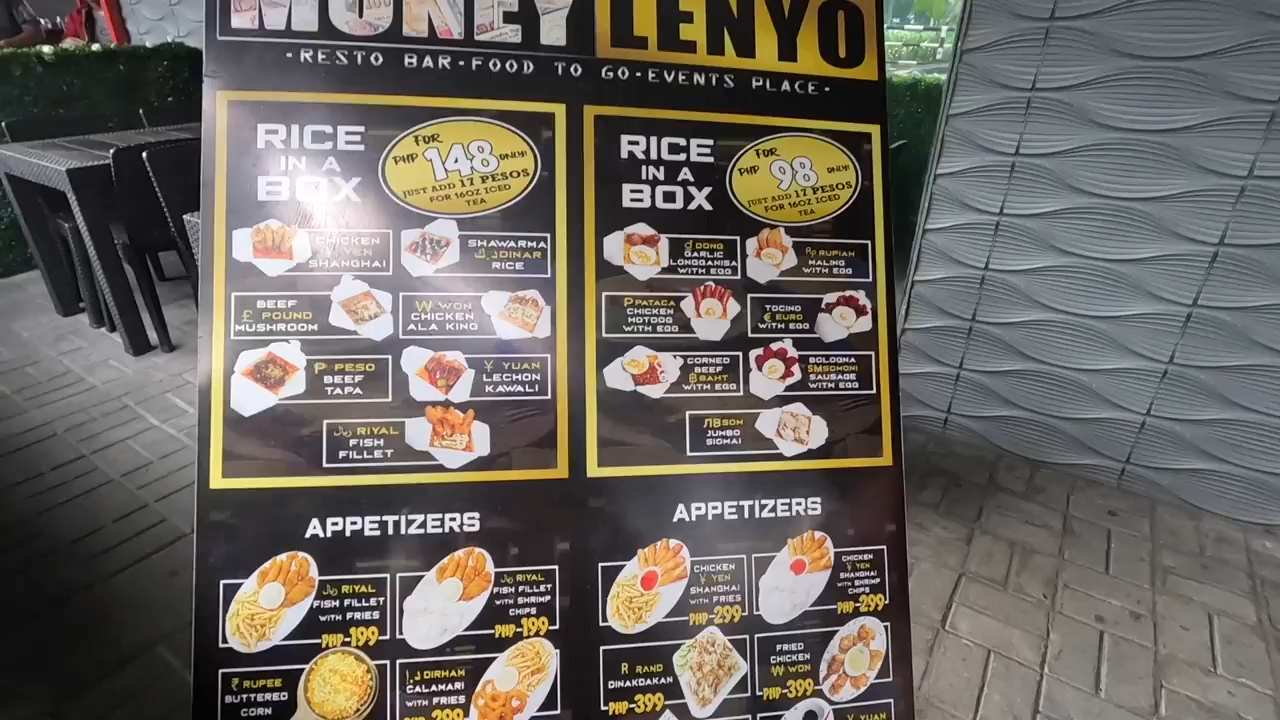 MONEY LENYO
·RESTO BAR·FOOD TO GO·EVENTS PLACE·
RICE
IN A
BOX
FOR
PHP 148 ONLY!
JUST ADD 17 PESOS
FOR 16OZ ICED
TEA
CHICKEN
YEN
SHANGHAI
SHAWARMA
د.ا DINAR
RICE
BEEF
£ POUND
MUSHROOM
₩ WON
CHICKEN
ALA KING
P PESO
BEEF
TAPA
¥ YUAN
LECHON
KAWALI
﷼ RIYAL
FISH
FILLET
RICE
IN A
BOX
FOR
PHP 98 ONLY!
JUST ADD 17 PESOS
FOR 16OZ ICED
TEA
₫ DONG
GARLIC
LONGGANISA
WITH EGG
Rp RUPIAH
MALING
WITH EGG
P PATACA
CHICKEN
HOTDOG
WITH EGG
TOCINO
€ EURO
WITH EGG
CORNED
BEEF
฿ BAHT
WITH EGG
BOLOGNA
SM SOMONI
SAUSAGE
WITH EGG
ЛВ SOM
JUMBO
SIOMAI
APPETIZERS
﷼ RIYAL
FISH FILLET
WITH FRIES
PHP-199
﷼ RIYAL
FISH FILLET
WITH SHRIMP
CHIPS
PHP-199
₹ RUPEE
BUTTERED
CORN
DIRHAM
CALAMARI
WITH FRIES
PHP-299
APPETIZERS
CHICKEN
¥ YEN
SHANGHAI
WITH FRIES
PHP-299
CHICKEN
¥ YEN
SHANGHAI
WITH SHRIMP
CHIPS
PHP-299
R RAND
DINAKDAKAN
PHP-399
FRIED
CHICKEN
₩ WON
PHP-399
¥ YUAN